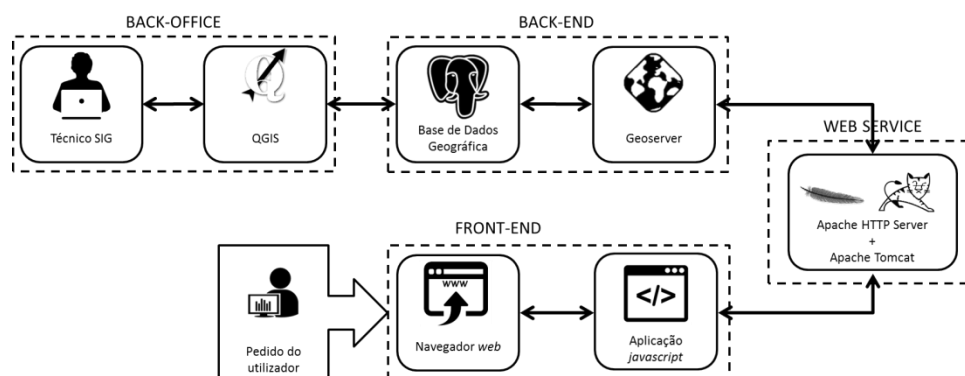 BACK-OFFICE
BACK-END
Técnico SIG
QGIS
Base de Dados
Geográfica
Geoserver
WEB SERVICE
Apache HTTP Server
+
Apache Tomcat
FRONT-END
Pedido do
utilizador
WWW
Navegador web
</>
Aplicação
javascript